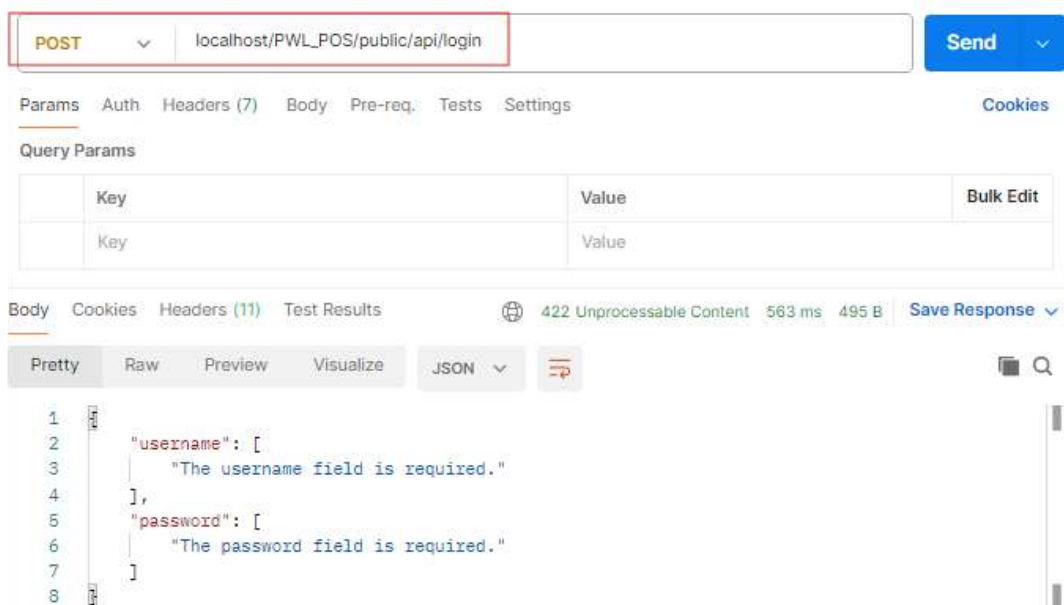 POST localhost/PWL_POS/public/api/login Send
Params Auth Headers (7) Body Pre-req. Tests Settings Cookies
Query Params
Key Value Bulk Edit
Key Value
Body Cookies Headers (11) Test Results 422 Unprocessable Content 563 ms 495 B Save Response
Pretty Raw Preview Visualize JSON
1 {
2 "username": [
3 "The username field is required."
4 ],
5 "password": [
6 "The password field is required."
7 ]
8 }